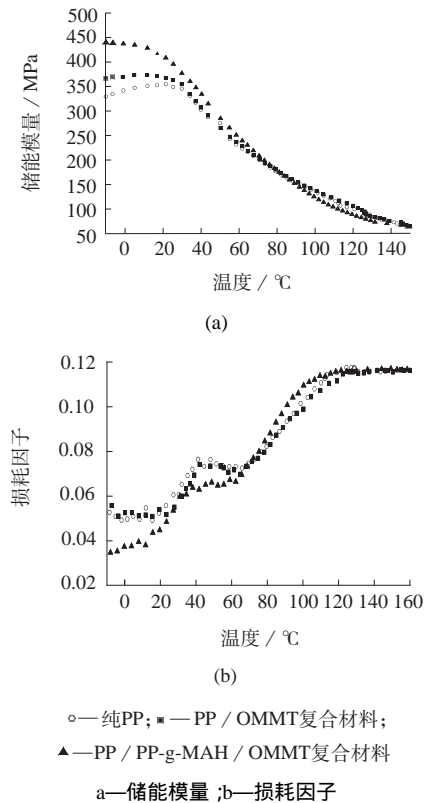 500
450
400
350
300
250
200
150
100
50
储能模量 / MPa
0 20 40 60 80 100 120 140
温度 / ℃
(a)
0.12
0.10
0.08
0.06
0.04
0.02
损耗因子
0 20 40 60 80 100 120 140 160
温度 / ℃
(b)
○— 纯PP; ■ — PP / OMMT复合材料;
▲—PP / PP-g-MAH / OMMT复合材料
a—储能模量 ;b—损耗因子